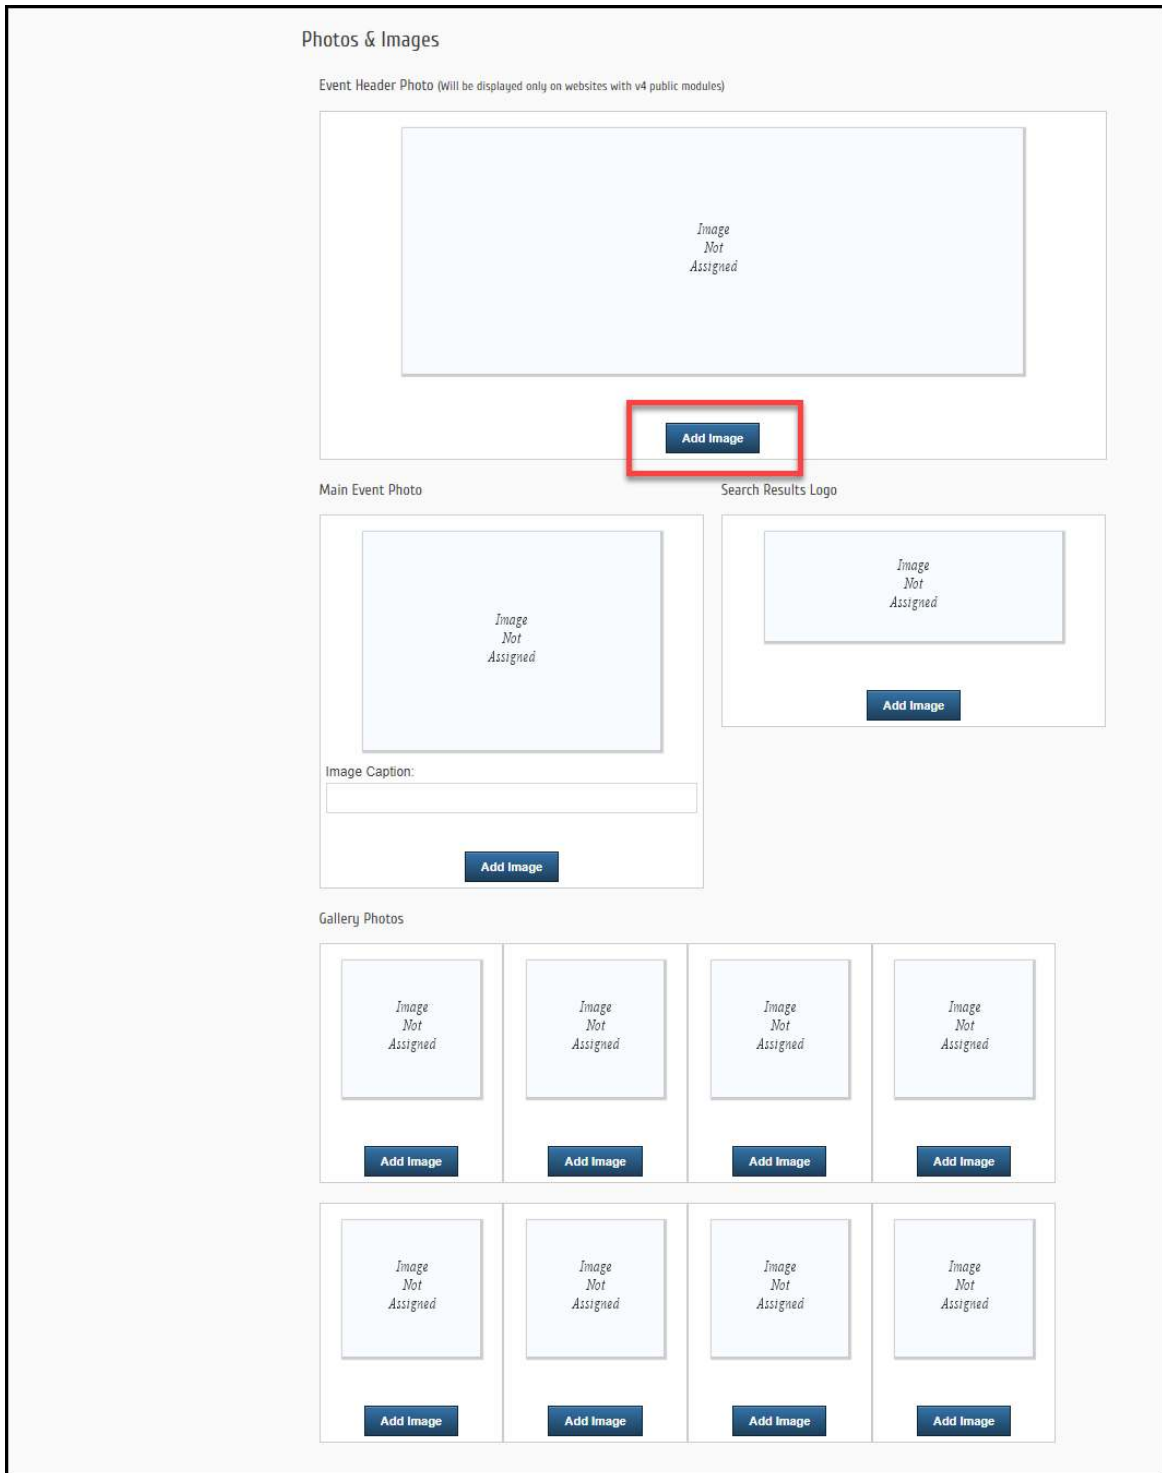 Photos & Images
Event Header Photo (Will be displayed only on websites with v4 public modules)
Image
Not
Assigned
Add Image
Main Event Photo
Image
Not
Assigned
Image Caption:
Add Image
Search Results Logo
Image
Not
Assigned
Add Image
Gallery Photos
Image
Not
Assigned
Add Image
Image
Not
Assigned
Add Image
Image
Not
Assigned
Add Image
Image
Not
Assigned
Add Image
Image
Not
Assigned
Add Image
Image
Not
Assigned
Add Image
Image
Not
Assigned
Add Image
Image
Not
Assigned
Add Image